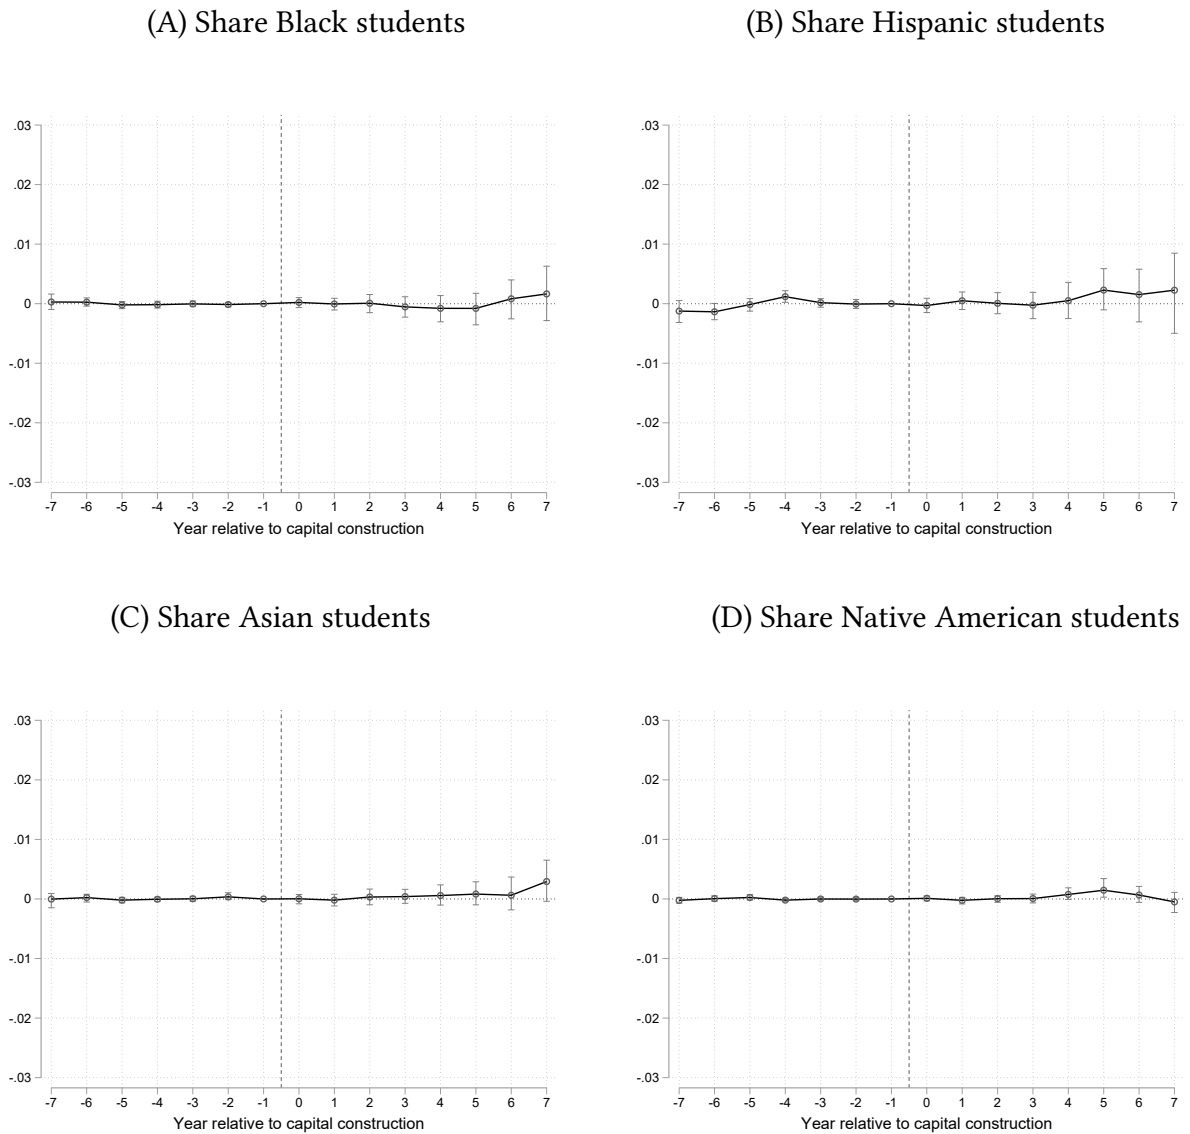 (A) Share Black students
(B) Share Hispanic students
.03
.02
.01
0
-.01
-.02
-.03
-7 -6 -5 -4 -3 -2 -1 0 1 2 3 4 5 6 7
Year relative to capital construction
.03
.02
.01
0
-.01
-.02
-.03
-7 -6 -5 -4 -3 -2 -1 0 1 2 3 4 5 6 7
Year relative to capital construction
(C) Share Asian students
(D) Share Native American students
.03
.02
.01
0
-.01
-.02
-.03
-7 -6 -5 -4 -3 -2 -1 0 1 2 3 4 5 6 7
Year relative to capital construction
.03
.02
.01
0
-.01
-.02
-.03
-7 -6 -5 -4 -3 -2 -1 0 1 2 3 4 5 6 7
Year relative to capital construction